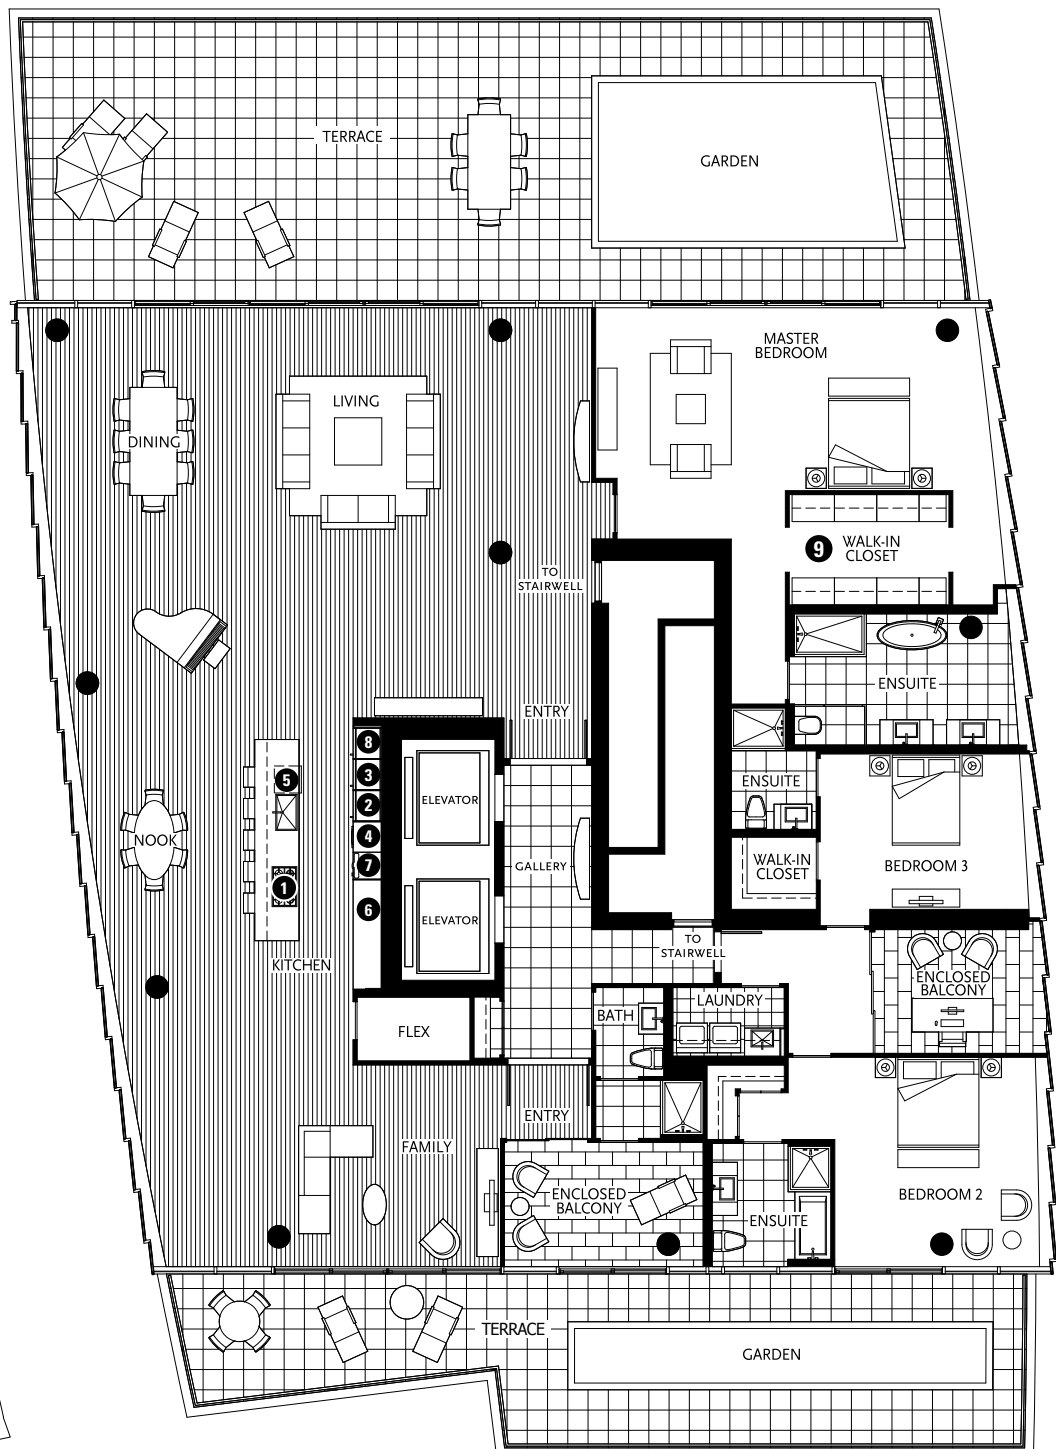 TERRACE
GARDEN
MASTER
BEDROOM
LIVING
DINING
9
WALK-IN
CLOSET
TO
STAIRWELL
ENSUITE
ENTRY
8
3
2
4
7
6
5
1
ELEVATOR
ENSUITE
NOOK
GALLERY
WALK-IN
CLOSET
BEDROOM 3
ELEVATOR
TO
STAIRWELL
KITCHEN
ENCLOSED
BALCONY
LAUNDRY
BATH
FLEX
ENTRY
FAMILY
ENCLOSED
BALCONY
BEDROOM 2
ENSUITE
TERRACE
GARDEN